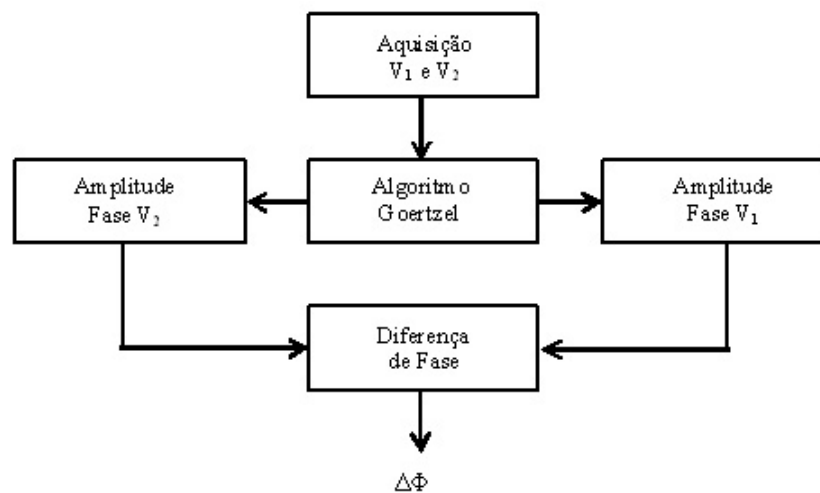 Aquisição
V₁ e V₂
Amplitude
Fase V₂
Algoritmo
Goertzel
Amplitude
Fase V₁
Diferença
de Fase
ΔΦ